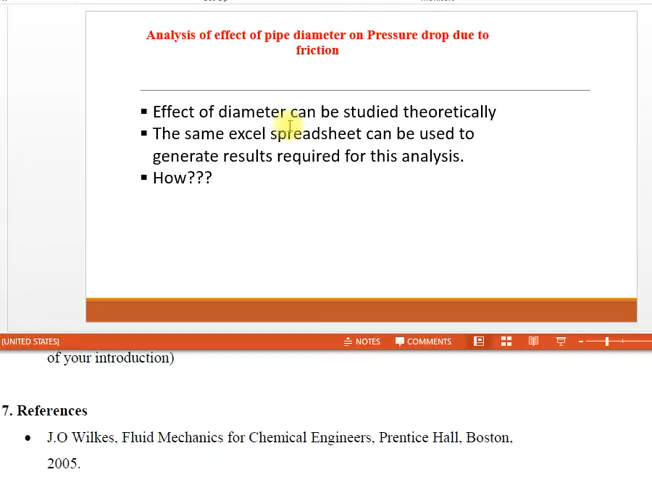 Analysis of effect of pipe diameter on Pressure drop due to
friction
▪ Effect of diameter can be studied theoretically
▪ The same excel spreadsheet can be used to
generate results required for this analysis.
▪ How???
(UNITED STATES) NOTES COMMENTS
of your introduction)
7. References
• J.O Wilkes, Fluid Mechanics for Chemical Engineers, Prentice Hall, Boston,
2005.